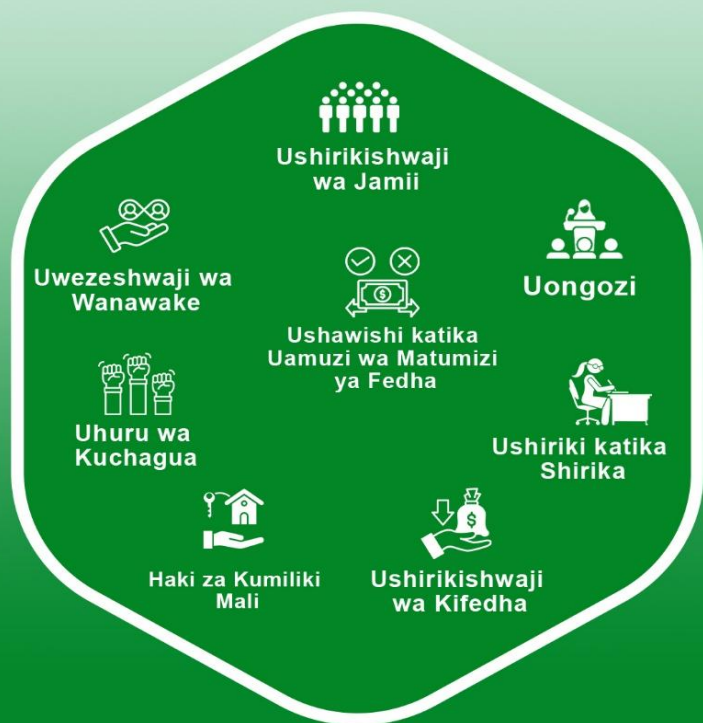 Ushirikishwaji
wa Jamii
Uwezeshwaji wa
Wanawake
Uongozi
Ushawishi katika
Uamuzi wa Matumizi
ya Fedha
Uhuru wa
Kuchagua
Ushiriki katika
Shirika
Haki za Kumiliki
Mali
Ushirikishwaji
wa Kifedha